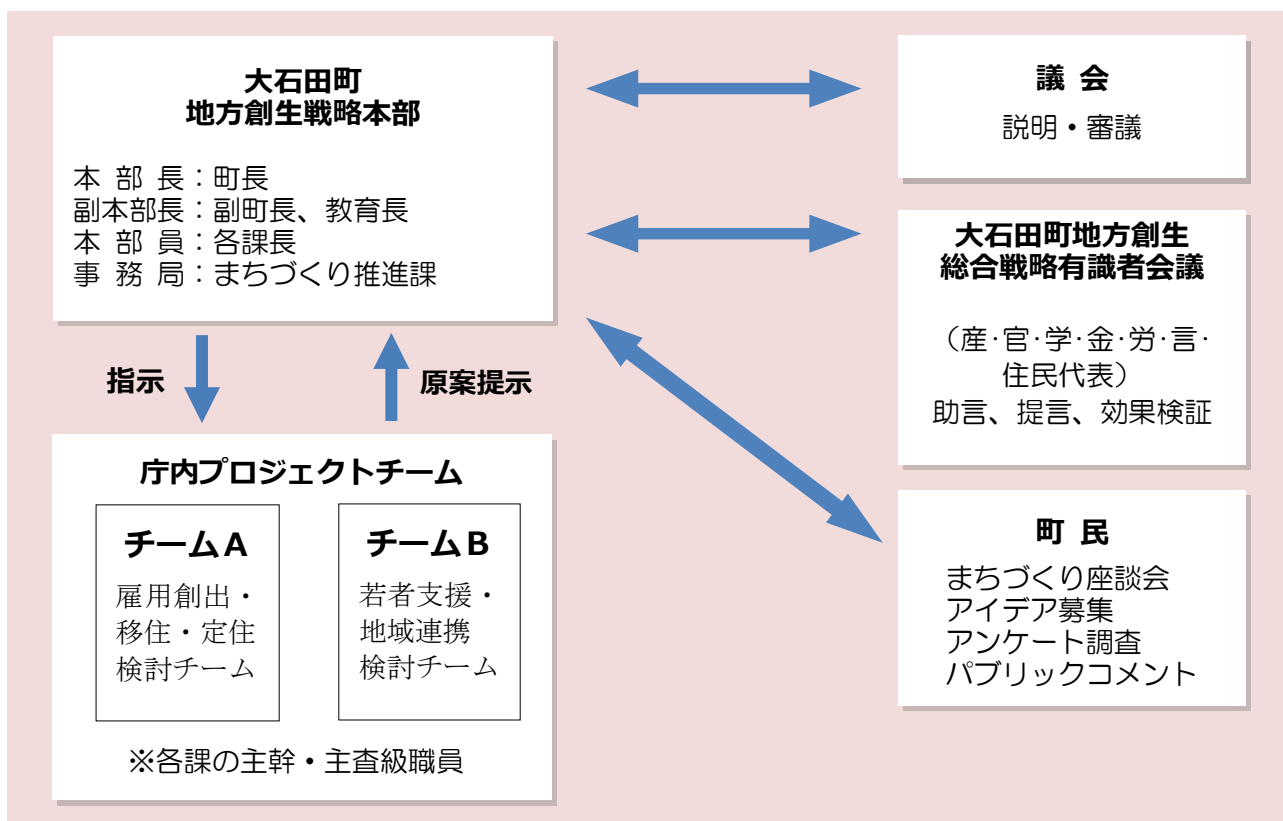 大石田町
地方創生戦略本部
本 部 長：町長
副本部長：副町長、教育長
本 部 員：各課長
事 務 局：まちづくり推進課
指示
原案提示
庁内プロジェクトチーム
チームＡ
雇用創出・
移住・定住
検討チーム
チームＢ
若者支援・
地域連携
検討チーム
※各課の主幹・主査級職員
議 会
説明・審議
大石田町地方創生
総合戦略有識者会議
（産･官･学･金･労･言･
住民代表）
助言、提言、効果検証
町 民
まちづくり座談会
アイデア募集
アンケート調査
パブリックコメント